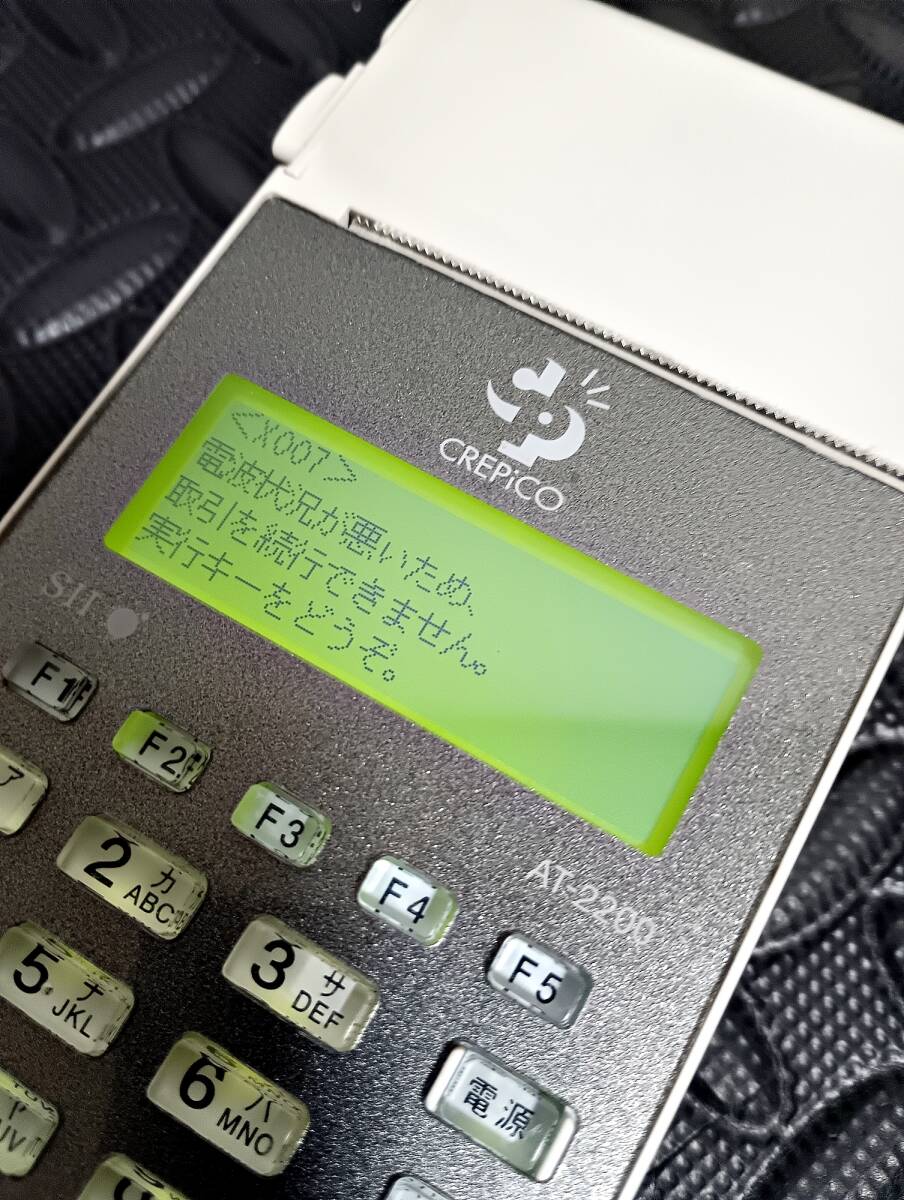 CREPiCO
<X007>
電波状況が悪いため、
取引を続行できません。
実行キーをどうぞ。
SII
AT-2200
F1
F2
F3
F4
F5
ア
2 カ ABC
3 サ DEF
5 ナ JKL
6 ハ MNO
電源